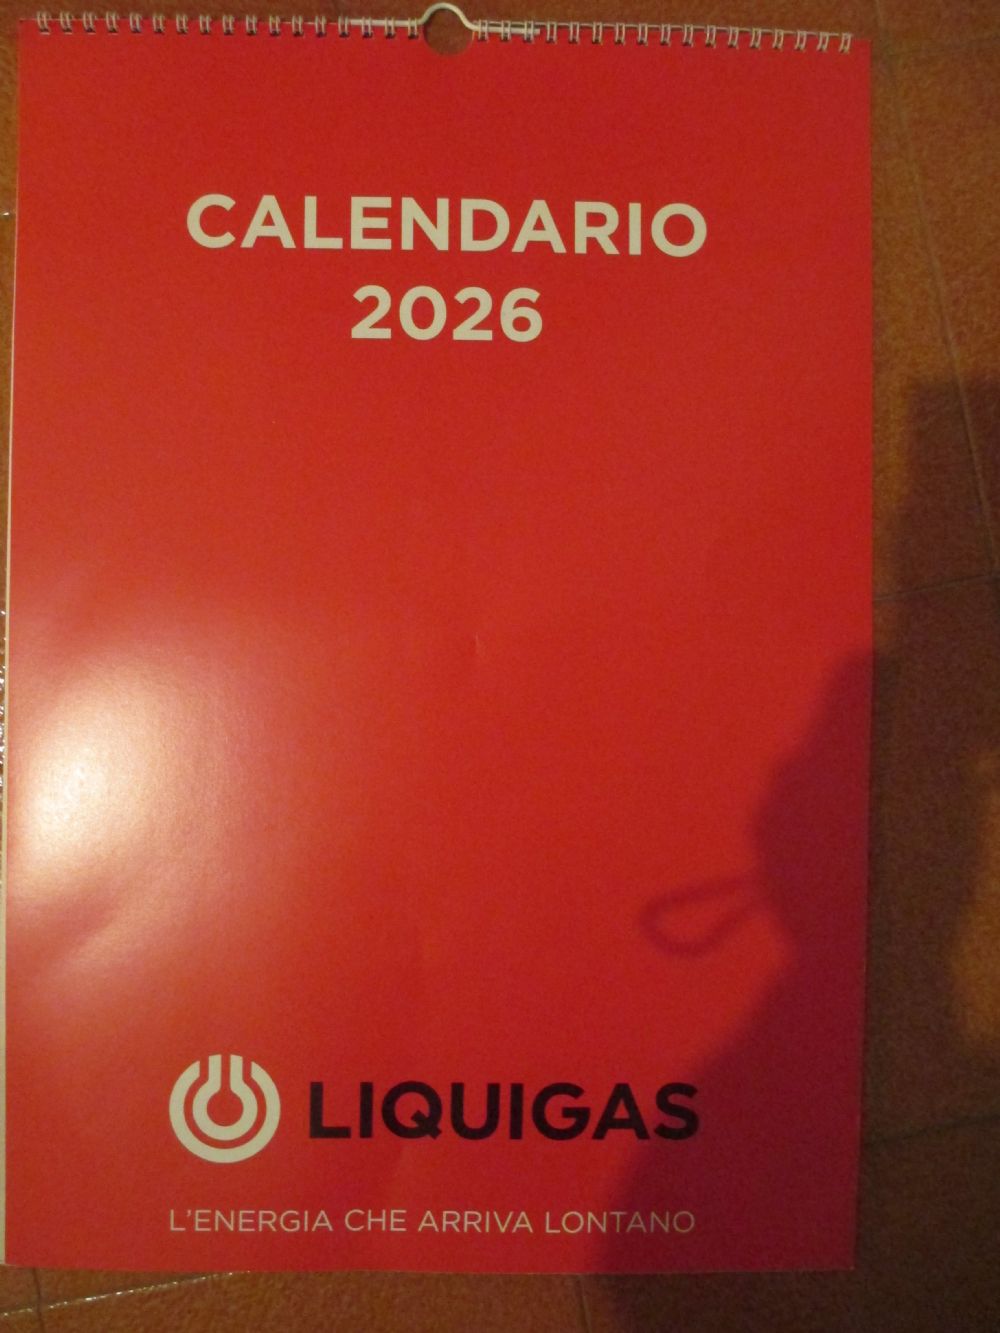 CALENDARIO
2026
LIQUIGAS
L'ENERGIA CHE ARRIVA LONTANO